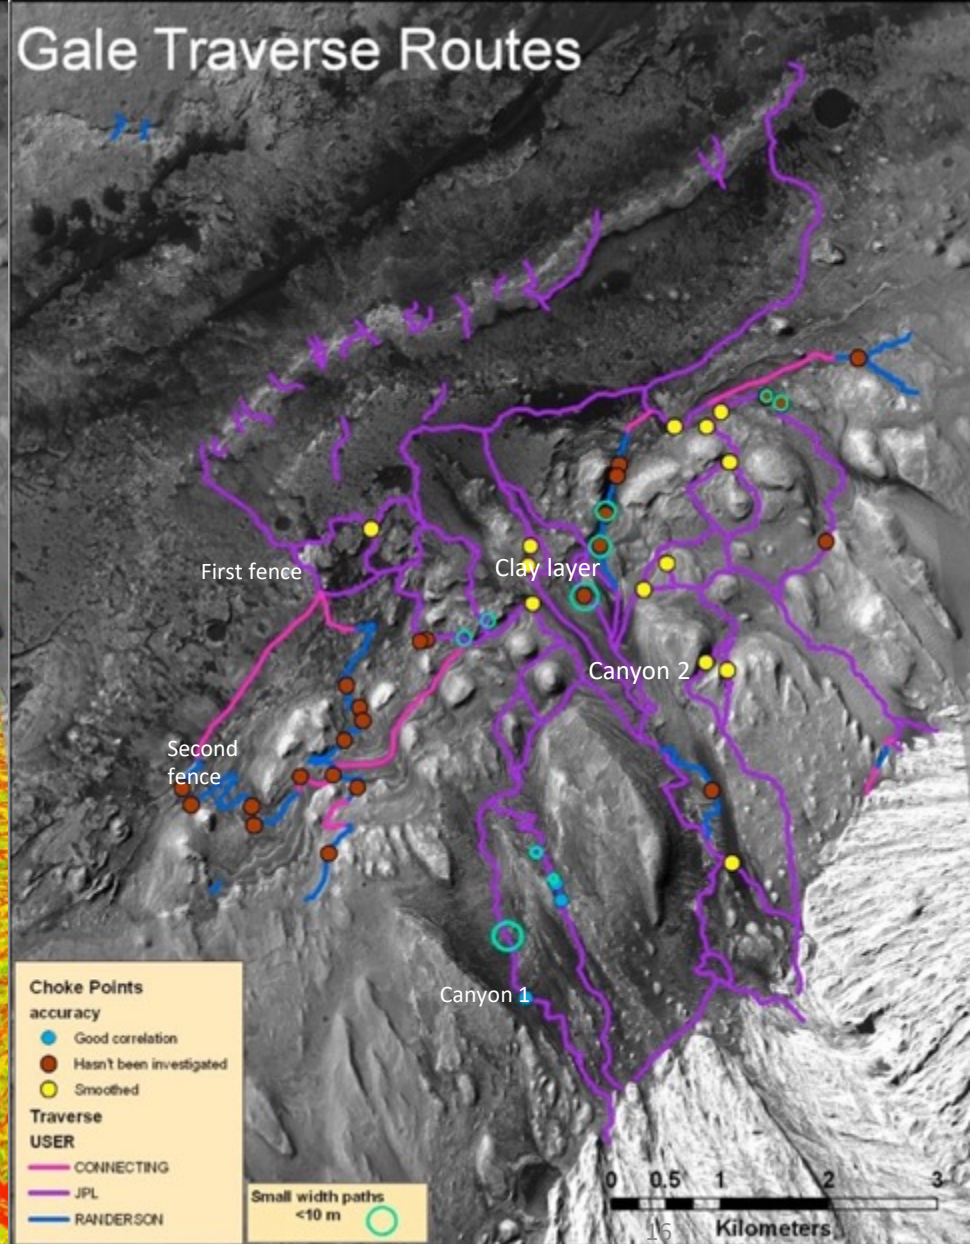 Gale Traverse Routes
First fence
Clay layer
Canyon 2
Second
fence
Canyon 1
Choke Points
accuracy
Good correlation
Hasn't been investigated
Smoothed
Traverse
USER
CONNECTING
JPL
RANDERSON
Small width paths
<10 m
0 0.5 1 2 3
Kilometers
16